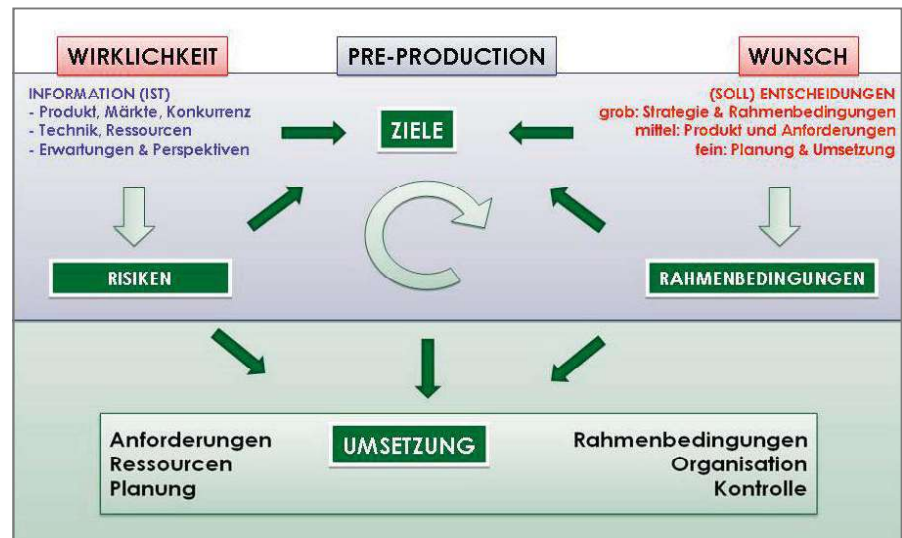 WIRKLICHKEIT
PRE-PRODUCTION
WUNSCH
INFORMATION (IST)
- Produkt, Märkte, Konkurrenz
- Technik, Ressourcen
- Erwartungen & Perspektiven
ZIELE
(SOLL) ENTSCHEIDUNGEN
grob: Strategie & Rahmenbedingungen
mittel: Produkt und Anforderungen
fein: Planung & Umsetzung
RISIKEN
RAHMENBEDINGUNGEN
Anforderungen
Ressourcen
Planung
UMSETZUNG
Rahmenbedingungen
Organisation
Kontrolle